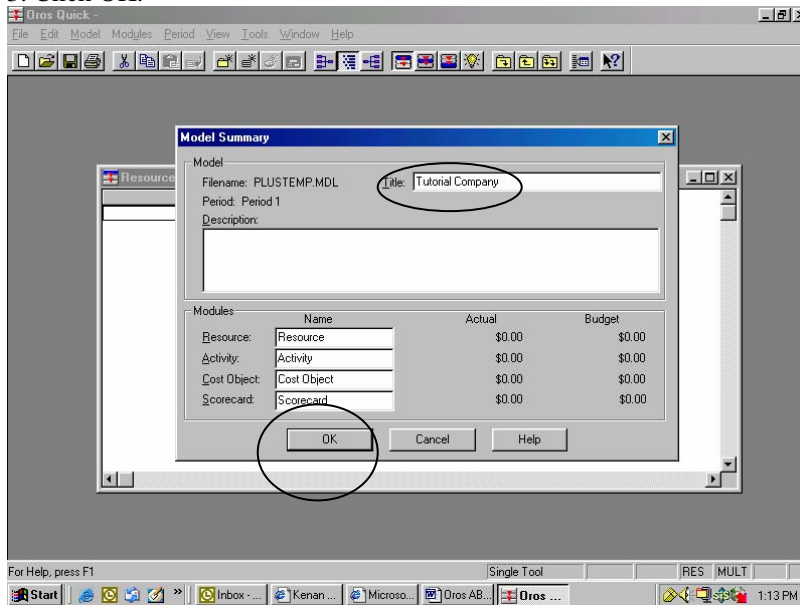 Oros Quick -
File Edit Model Modules Period View Tools Window Help
Model Summary
Resource
Model
Filename: PLUSTEMP.MDL Title: Tutorial Company
Period: Period 1
Description:
Modules
Name Actual Budget
Resource: Resource $0.00 $0.00
Activity: Activity $0.00 $0.00
Cost Object: Cost Object $0.00 $0.00
Scorecard: Scorecard $0.00 $0.00
OK Cancel Help
For Help, press F1 Single Tool RES MULT
Start » Inbox - ... Kenan ... Microso... Oros AB... Oros ... 1:13 PM